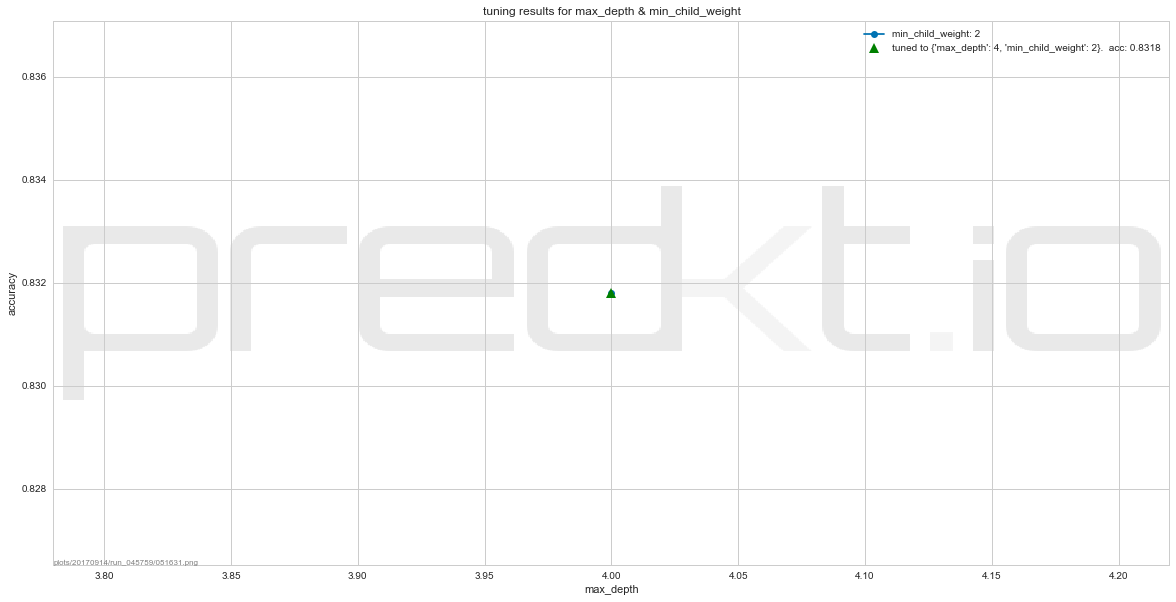 tuning results for max_depth & min_child_weight
min_child_weight: 2
tuned to {'max_depth': 4, 'min_child_weight': 2}.  acc: 0.8318
0.836
0.834
0.832
0.830
0.828
accuracy
predkt.io
plots/20170914/run_045759/051631.png
3.80 3.85 3.90 3.95 4.00 4.05 4.10 4.15 4.20
max_depth